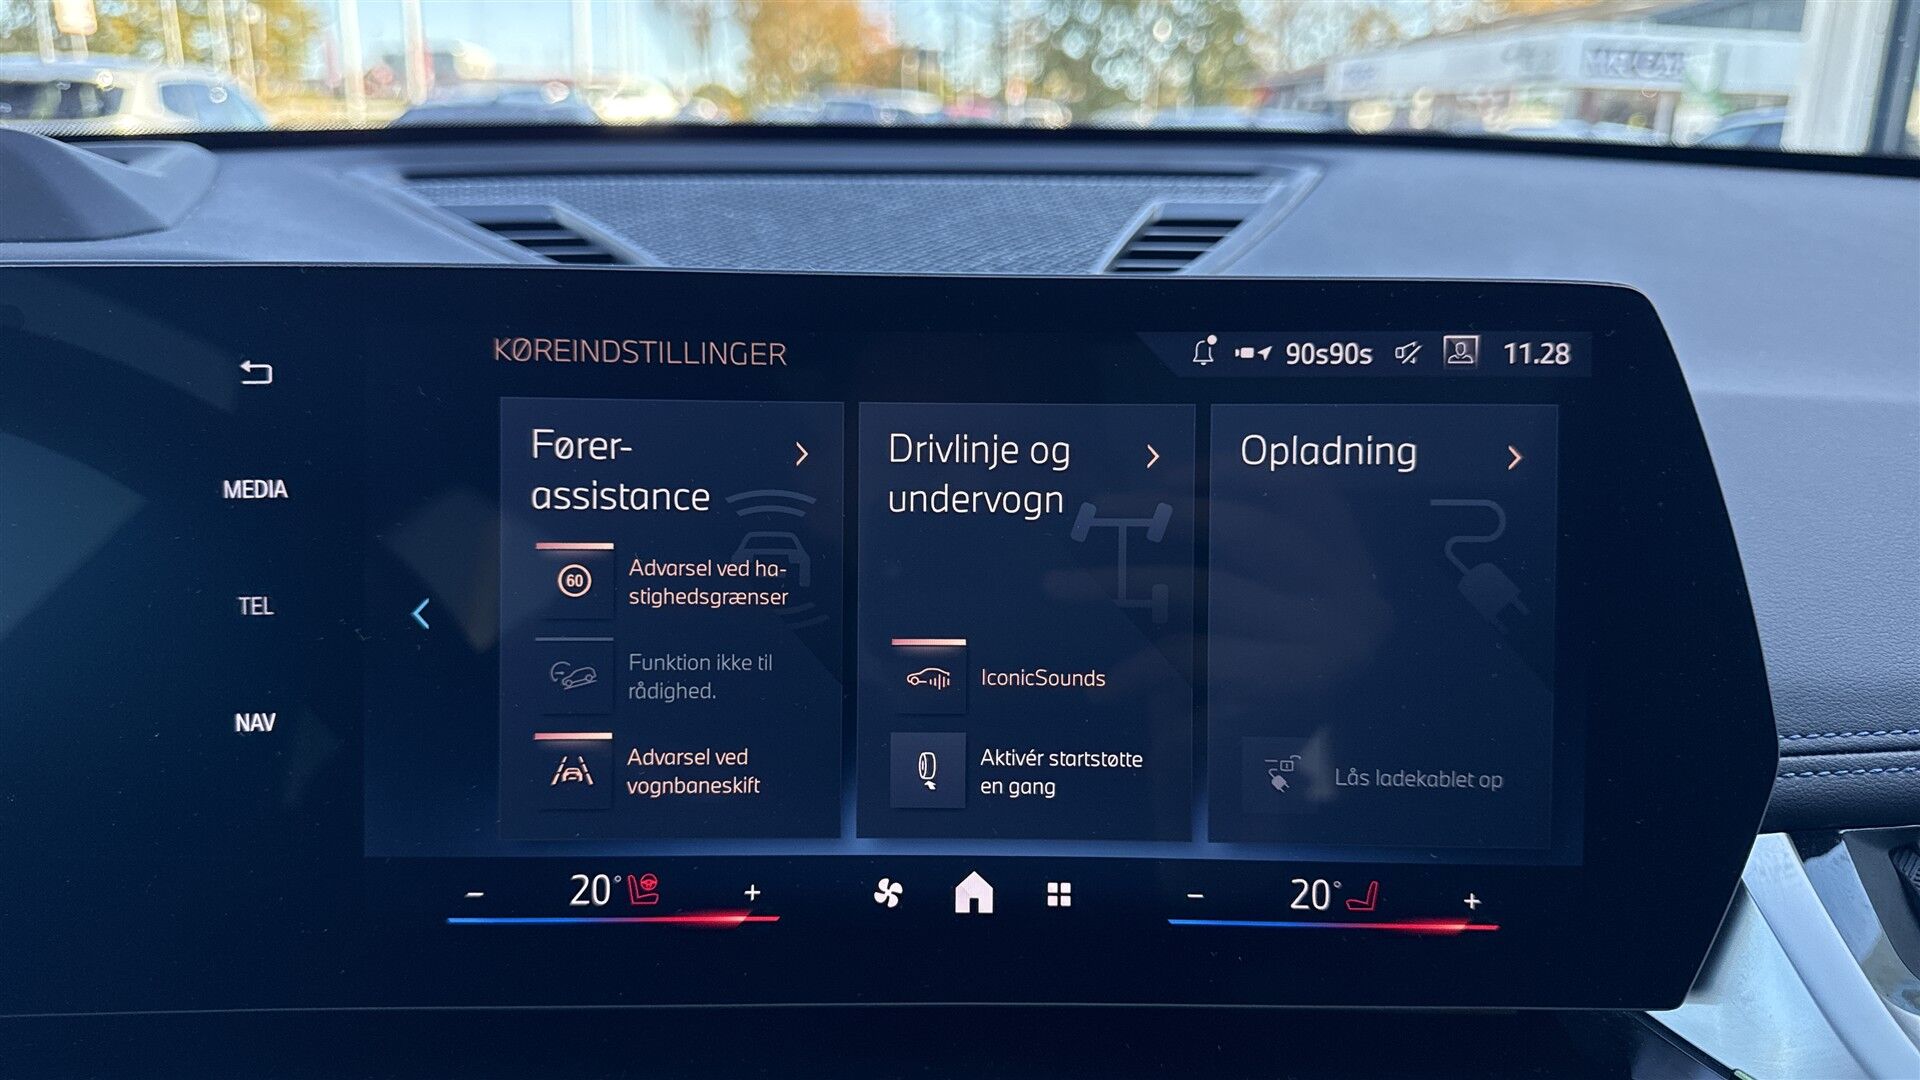 KØREINDSTILLINGER
90s90s
11.28
MEDIA
TEL
NAV
Fører-
assistance
60
Advarsel ved ha-
stighedsgrænser
Funktion ikke til
rådighed.
Advarsel ved
vognbaneskift
Drivlinje og
undervogn
IconicSounds
Aktivér startstøtte
en gang
Opladning
Lås ladekablet op
- 20° +
- 20° +